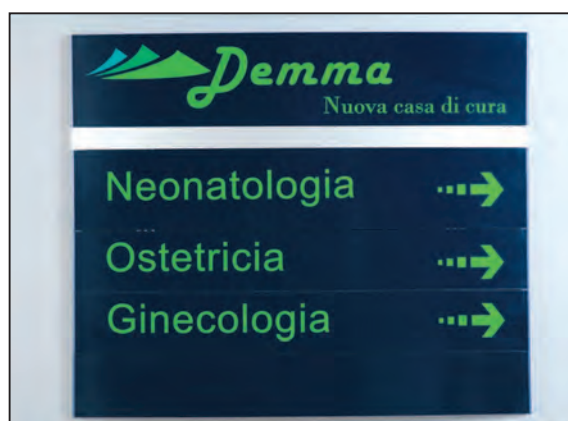 Demma
Nuova casa di cura
Neonatologia
Ostetricia
Ginecologia